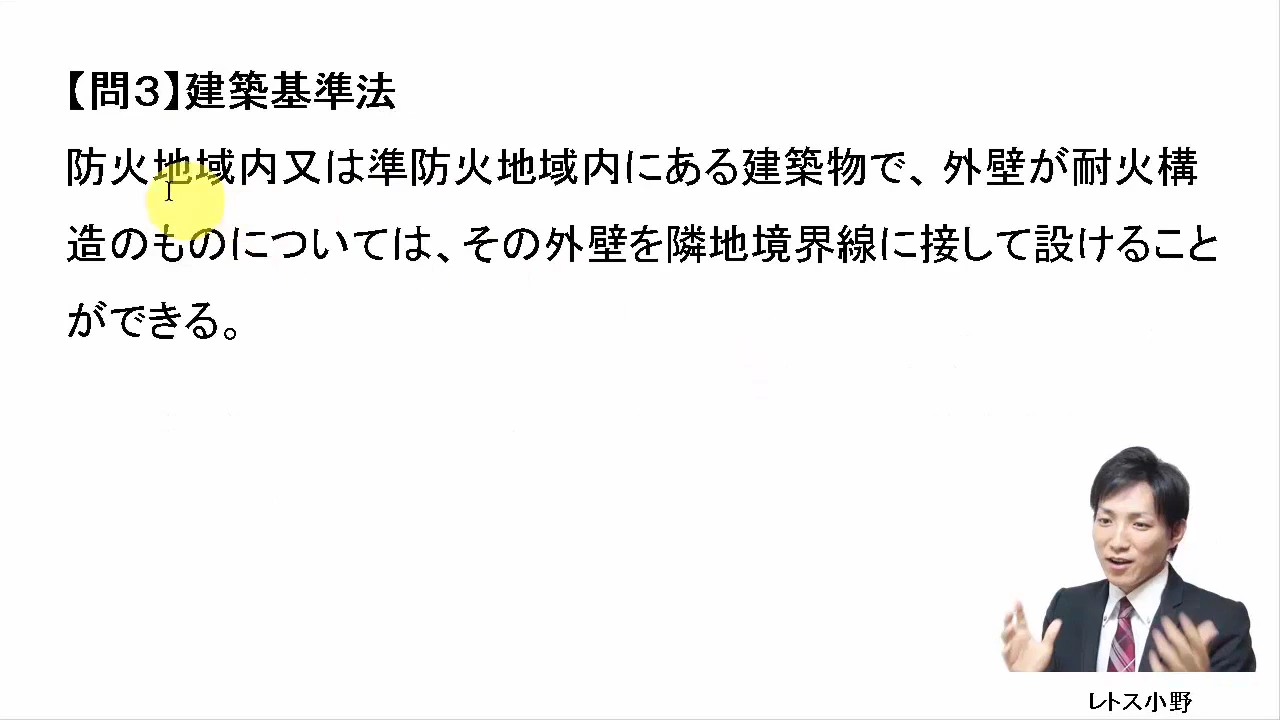 【問３】建築基準法
防火地域内又は準防火地域内にある建築物で、外壁が耐火構
造のものについては、その外壁を隣地境界線に接して設けること
ができる。
レトス小野